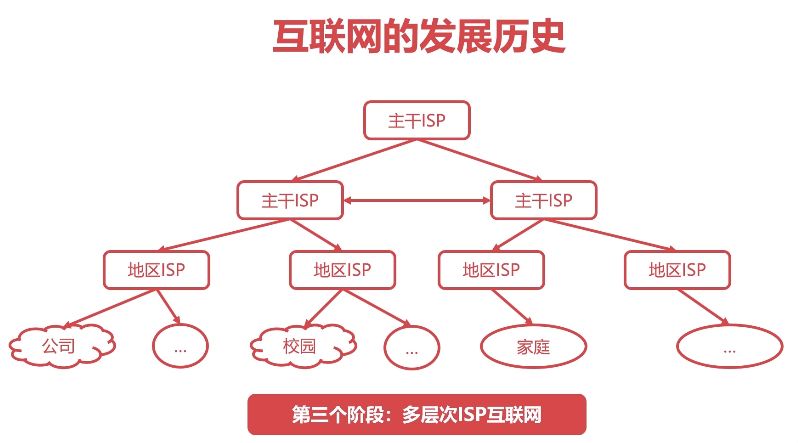 互联网的发展历史
主干ISP
主干ISP
主干ISP
地区ISP
地区ISP
地区ISP
地区ISP
公司
...
校园
...
家庭
...
第三个阶段：多层次ISP互联网